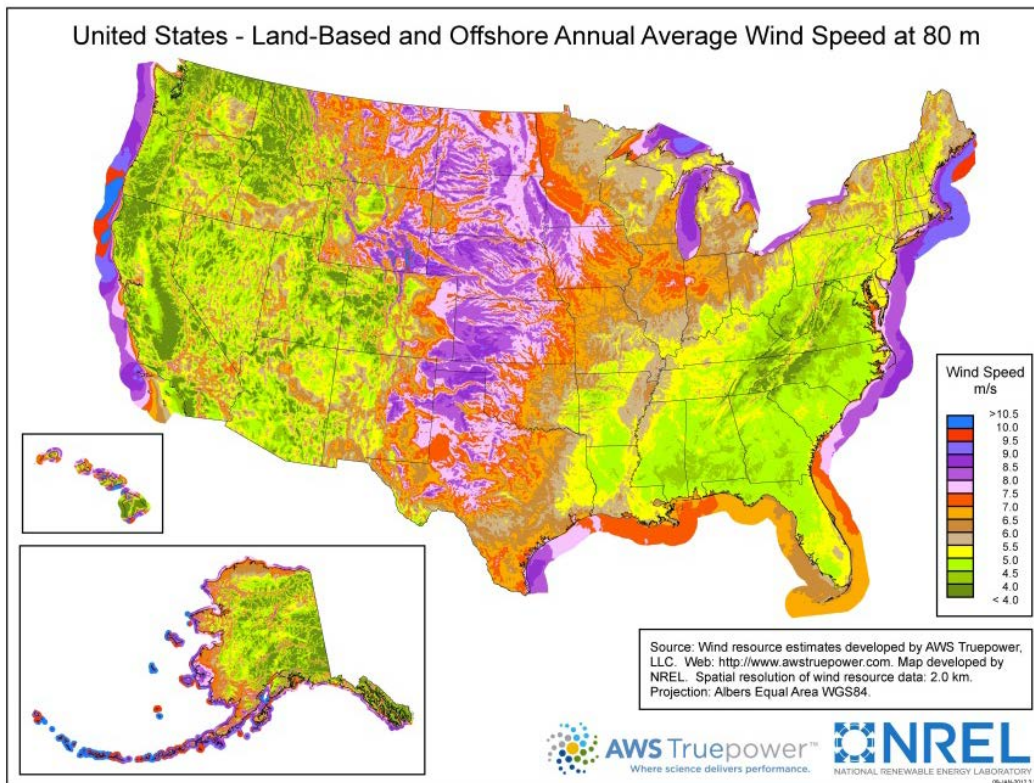 United States - Land-Based and Offshore Annual Average Wind Speed at 80 m
Wind Speed
m/s
>10.5
10.0
9.5
9.0
8.5
8.0
7.5
7.0
6.5
6.0
5.5
5.0
4.5
< 4.0
Source: Wind resource estimates developed by AWS Truepower,
LLC. Web: http://www.awstruepower.com. Map developed by
NREL. Spatial resolution of wind resource data: 2.0 km.
Projection: Albers Equal Area WGS84.
AWS Truepower™
Where science delivers performance.
NREL
NATIONAL RENEWABLE ENERGY LABORATORY